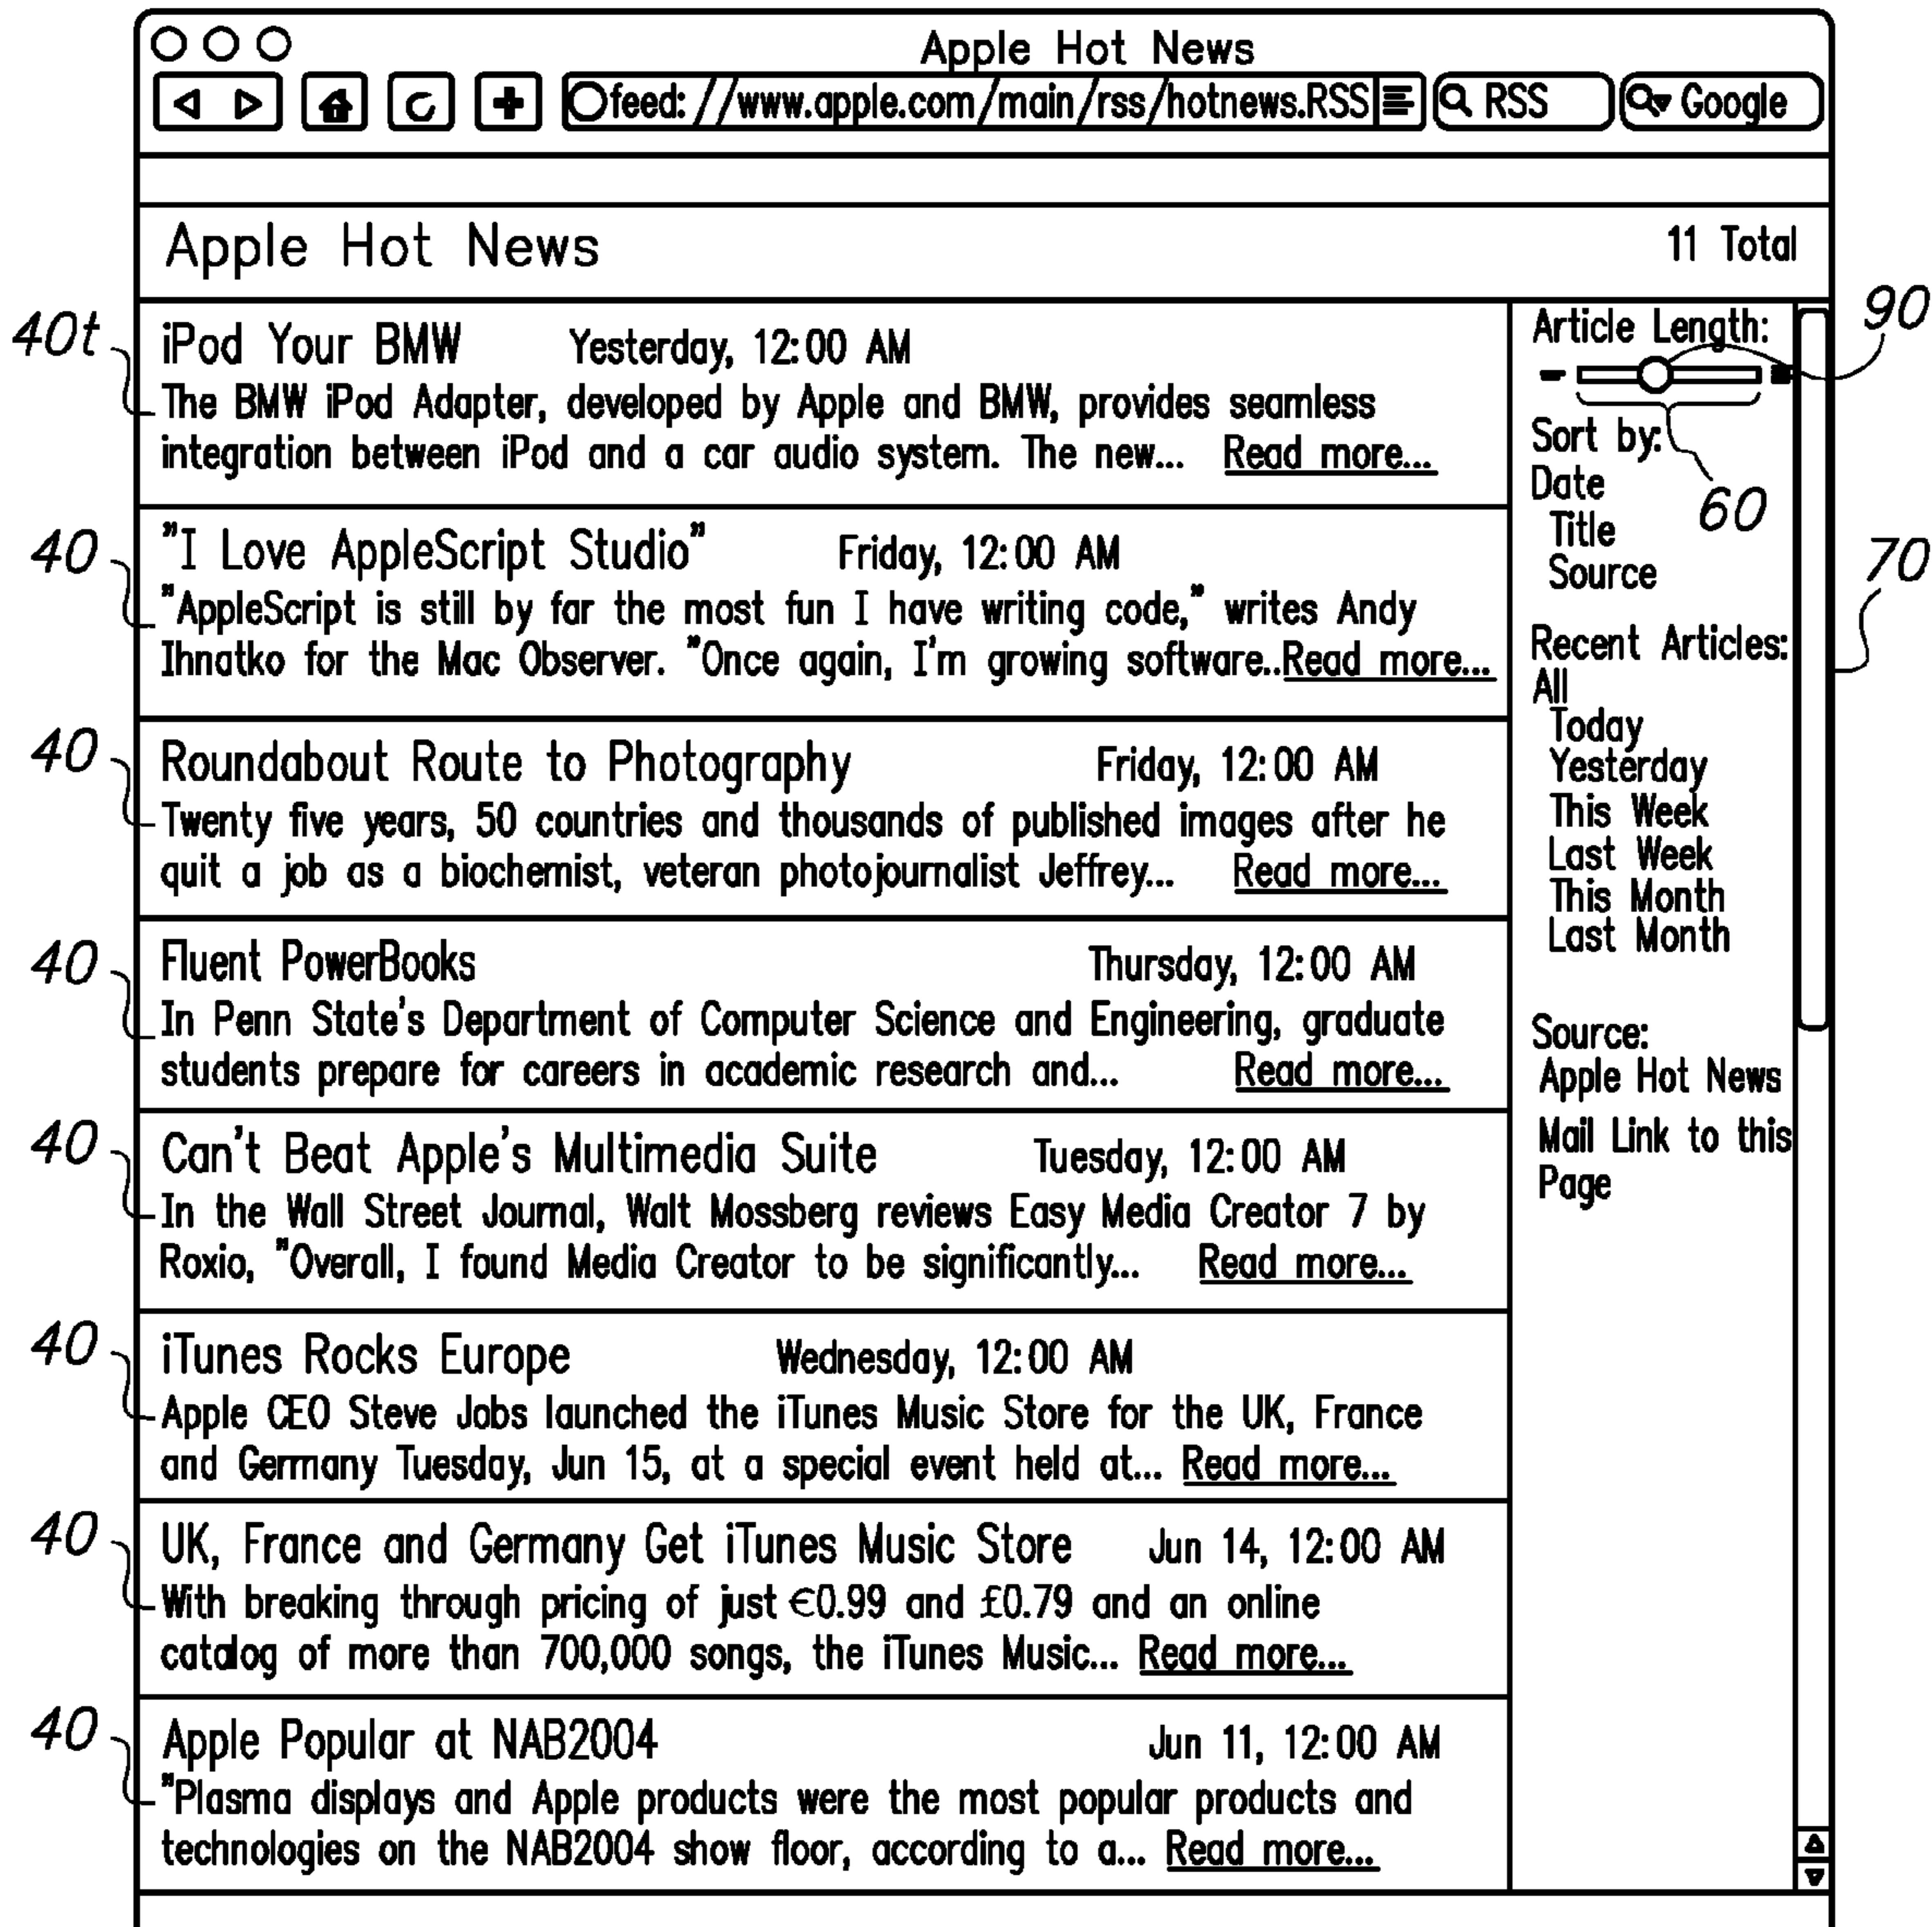 Apple Hot News
feed: //www.apple.com/main/rss/hotnews.RSS RSS Google
Apple Hot News 11 Total
40t
iPod Your BMW Yesterday, 12:00 AM
The BMW iPod Adapter, developed by Apple and BMW, provides seamless
integration between iPod and a car audio system. The new... Read more...
40
"I Love AppleScript Studio" Friday, 12:00 AM
"AppleScript is still by far the most fun I have writing code," writes Andy
Ihnatko for the Mac Observer. "Once again, I'm growing software..Read more...
40
Roundabout Route to Photography Friday, 12:00 AM
Twenty five years, 50 countries and thousands of published images after he
quit a job as a biochemist, veteran photojournalist Jeffrey... Read more...
40
Fluent PowerBooks Thursday, 12:00 AM
In Penn State's Department of Computer Science and Engineering, graduate
students prepare for careers in academic research and... Read more...
40
Can't Beat Apple's Multimedia Suite Tuesday, 12:00 AM
In the Wall Street Journal, Walt Mossberg reviews Easy Media Creator 7 by
Roxio, "Overall, I found Media Creator to be significantly... Read more...
40
iTunes Rocks Europe Wednesday, 12:00 AM
Apple CEO Steve Jobs launched the iTunes Music Store for the UK, France
and Germany Tuesday, Jun 15, at a special event held at... Read more...
40
UK, France and Germany Get iTunes Music Store Jun 14, 12:00 AM
With breaking through pricing of just €0.99 and £0.79 and an online
catalog of more than 700,000 songs, the iTunes Music... Read more...
40
Apple Popular at NAB2004 Jun 11, 12:00 AM
"Plasma displays and Apple products were the most popular products and
technologies on the NAB2004 show floor, according to a... Read more...
Article Length:
90
60
Sort by:
Date
Title
Source
70
Recent Articles:
All
Today
Yesterday
This Week
Last Week
This Month
Last Month
Source:
Apple Hot News
Mail Link to this
Page